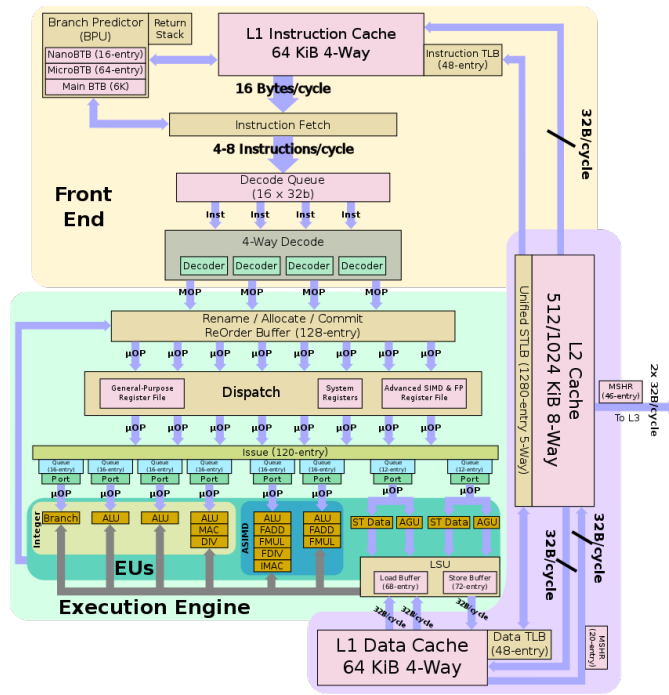 Branch Predictor
(BPU)
Return
Stack
NanoBTB (16-entry)
MicroBTB (64-entry)
Main BTB (6K)
L1 Instruction Cache
64 KiB 4-Way
Instruction TLB
(48-entry)
16 Bytes/cycle
Instruction Fetch
4-8 Instructions/cycle
32B/cycle
Decode Queue
(16 × 32b)
Front
End
Inst Inst Inst Inst
4-Way Decode
Decoder Decoder Decoder Decoder
MOP MOP MOP MOP
Rename / Allocate / Commit
ReOrder Buffer (128-entry)
µOP µOP µOP µOP µOP µOP µOP µOP
General-Purpose
Register File
Dispatch
System
Registers
Advanced SIMD & FP
Register File
µOP µOP µOP µOP µOP µOP µOP µOP
Issue (120-entry)
Queue
(16-entry)
Queue
(16-entry)
Queue
(16-entry)
Queue
(16-entry)
Queue
(16-entry)
Queue
(16-entry)
Queue
(12-entry)
Queue
(12-entry)
Port Port Port Port Port Port Port Port
µOP µOP µOP µOP µOP µOP µOP µOP
Integer
Branch
ALU
ALU
ALU
MAC
DIV
ASIMD
ALU
FADD
FMUL
FDIV
IMAC
ALU
FADD
FMUL
ST Data
AGU
ST Data
AGU
EUs
Execution Engine
LSU
Load Buffer
(68-entry)
Store Buffer
(72-entry)
32B/cycle
32B/cycle
32B/cycle
L1 Data Cache
64 KiB 4-Way
Data TLB
(48-entry)
Unified STLB (1280-entry 5-Way)
L2 Cache
512/1024 KiB 8-Way
MSHR
(46-entry)
To L3
2x 32B/cycle
32B/cycle
32B/cycle
MSHR
(20-entry)